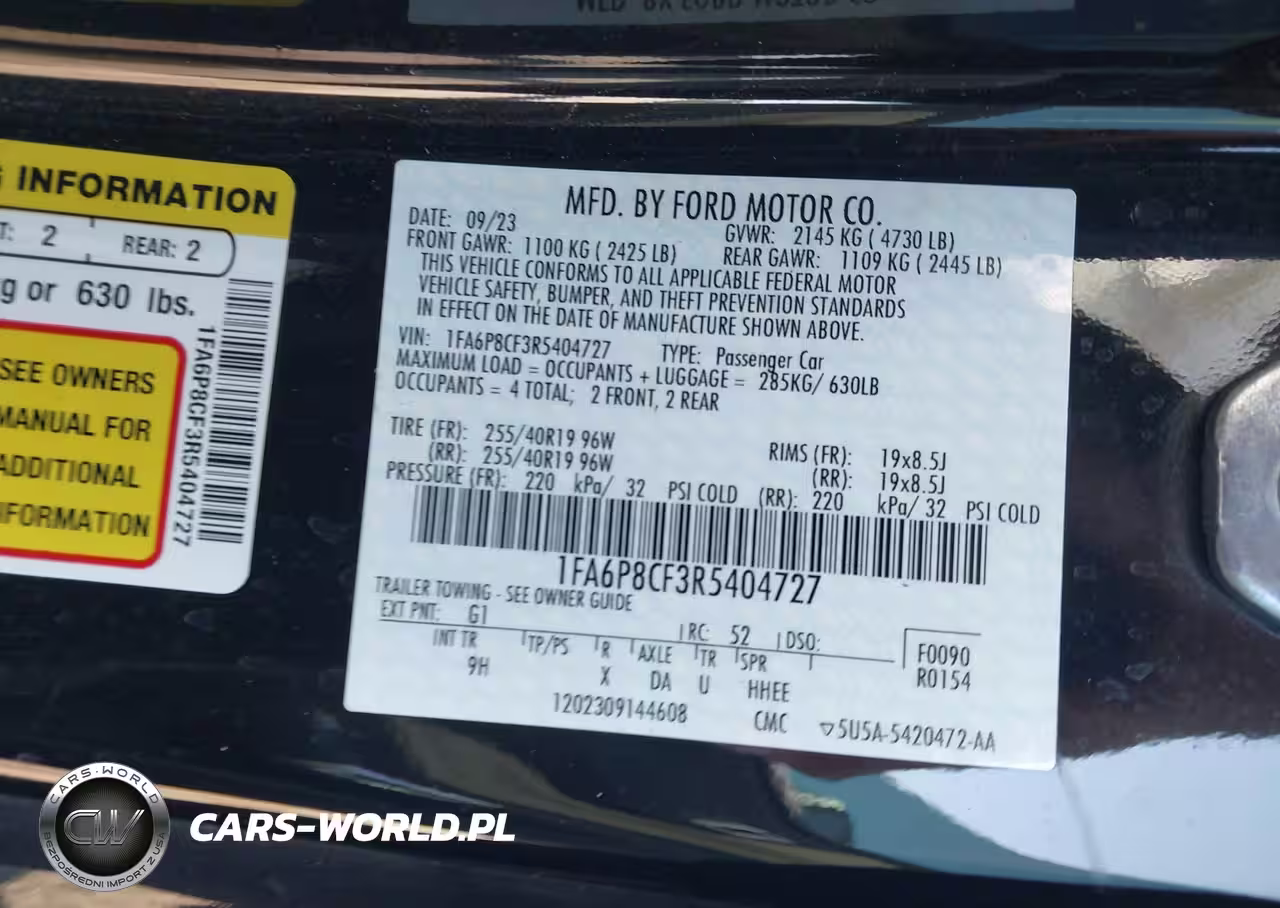 INFORMATION
2
REAR: 2
or 630 lbs.
SEE OWNERS
MANUAL FOR
ADDITIONAL
INFORMATION
1FA6P8CF3R5404727
MFD. BY FORD MOTOR CO.
DATE: 09/23 GVWR: 2145 KG ( 4730 LB)
FRONT GAWR: 1100 KG ( 2425 LB) REAR GAWR: 1109 KG ( 2445 LB)
THIS VEHICLE CONFORMS TO ALL APPLICABLE FEDERAL MOTOR
VEHICLE SAFETY, BUMPER, AND THEFT PREVENTION STANDARDS
IN EFFECT ON THE DATE OF MANUFACTURE SHOWN ABOVE.
VIN: 1FA6P8CF3R5404727 TYPE: Passenger Car
MAXIMUM LOAD = OCCUPANTS + LUGGAGE = 285KG/ 630LB
OCCUPANTS = 4 TOTAL; 2 FRONT, 2 REAR
TIRE (FR): 255/40R19 96W RIMS (FR): 19x8.5J
(RR): 255/40R19 96W (RR): 19x8.5J
PRESSURE (FR): 220 kPa/ 32 PSI COLD (RR): 220 kPa/ 32 PSI COLD
1FA6P8CF3R5404727
TRAILER TOWING - SEE OWNER GUIDE
EXT PNT: G1 RC: 52 DSO:
INT TR TP/PS R AXLE TR SPR
9H X DA U HHEE
F0090
R0154
1202309144608 CMC 5U5A-5420472-AA
CARS-WORLD
CW
BEZPOŚREDNI IMPORT Z USA
CARS-WORLD.PL